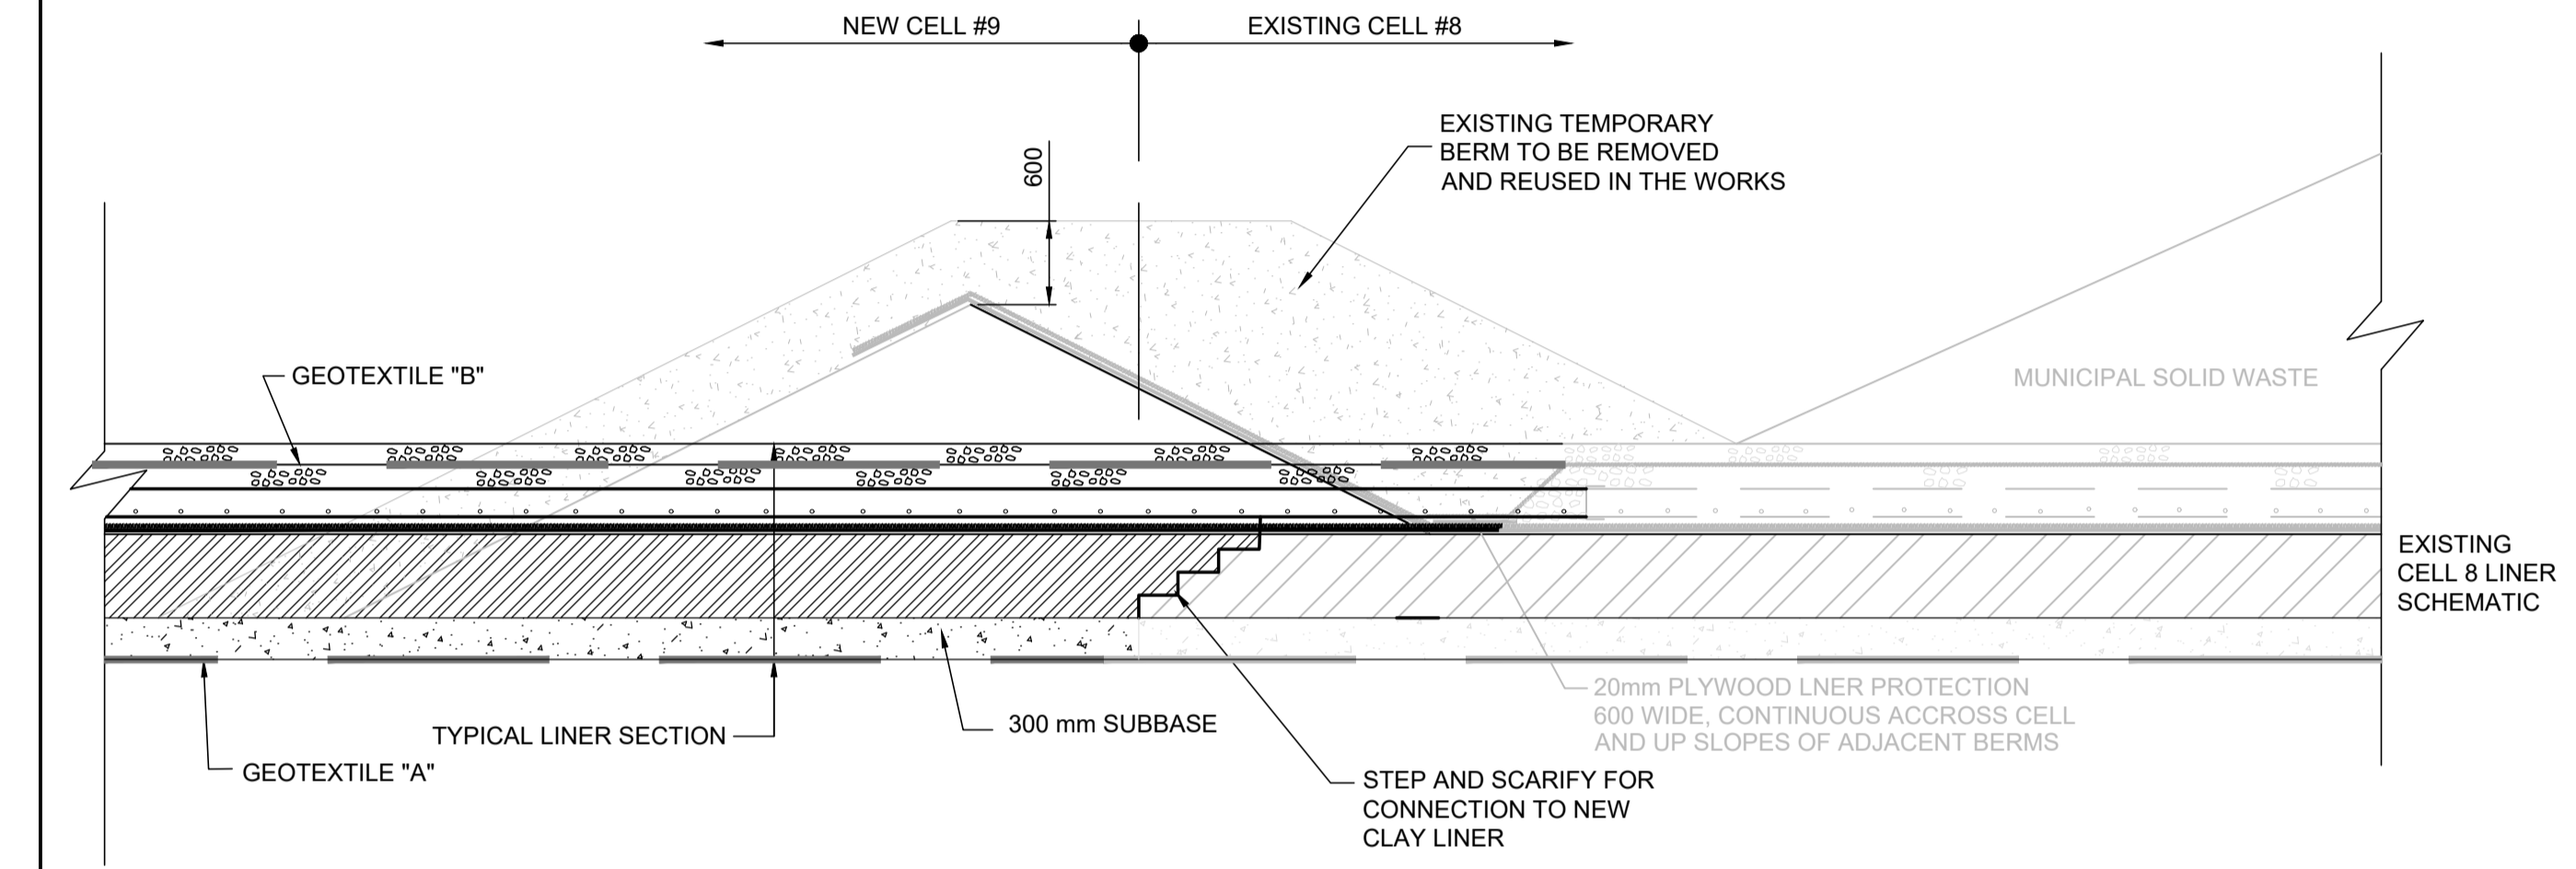 NEW CELL #9
EXISTING CELL #8
EXISTING TEMPORARY
BERM TO BE REMOVED
AND REUSED IN THE WORKS
600
GEOTEXTILE "B"
MUNICIPAL SOLID WASTE
EXISTING
CELL 8 LINER
SCHEMATIC
20mm PLYWOOD LNER PROTECTION
600 WIDE, CONTINUOUS ACCROSS CELL
AND UP SLOPES OF ADJACENT BERMS
300 mm SUBBASE
TYPICAL LINER SECTION
GEOTEXTILE "A"
STEP AND SCARIFY FOR
CONNECTION TO NEW
CLAY LINER